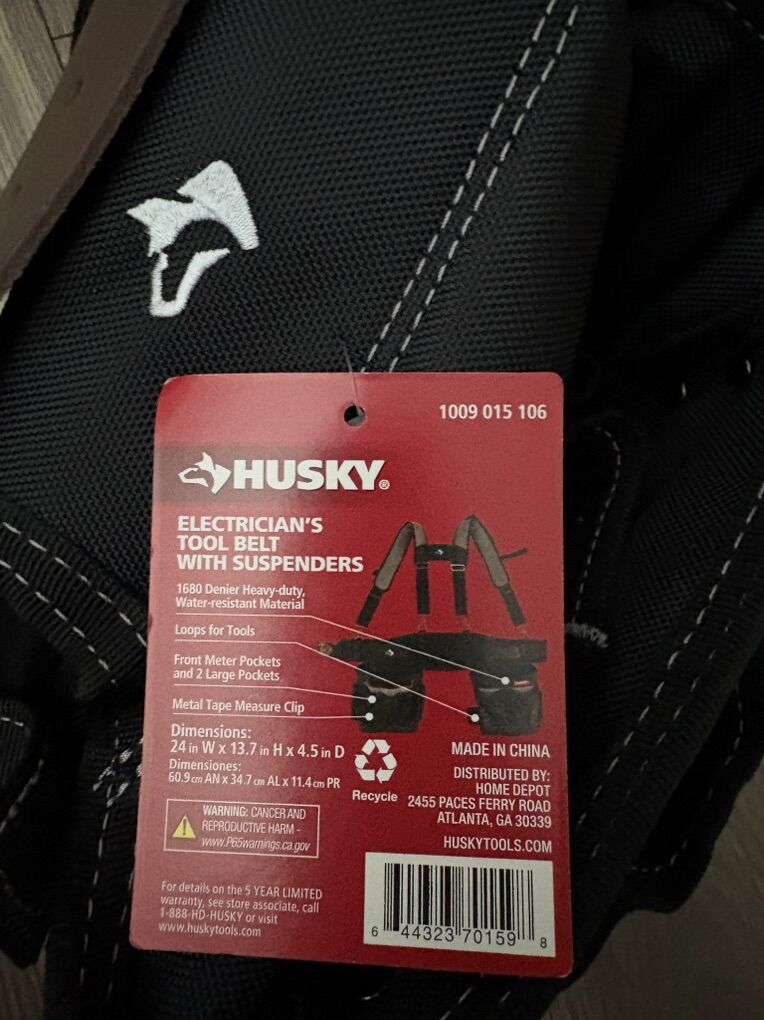 1009 015 106
HUSKY®
ELECTRICIAN'S
TOOL BELT
WITH SUSPENDERS
1680 Denier Heavy-duty,
Water-resistant Material
Loops for Tools
Front Meter Pockets
and 2 Large Pockets
Metal Tape Measure Clip
Dimensions:
24 in W x 13.7 in H x 4.5 in D
Dimensiones:
60.9 cm AN x 34.7 cm AL x 11.4 cm PR
Recycle
MADE IN CHINA
DISTRIBUTED BY:
HOME DEPOT
2455 PACES FERRY ROAD
ATLANTA, GA 30339
HUSKYTOOLS.COM
WARNING: CANCER AND
REPRODUCTIVE HARM -
www.P65warnings.ca.gov
For details on the 5 YEAR LIMITED
warranty, see store associate, call
1-888-HD-HUSKY or visit
www.huskytools.com
6 44323 70159 8